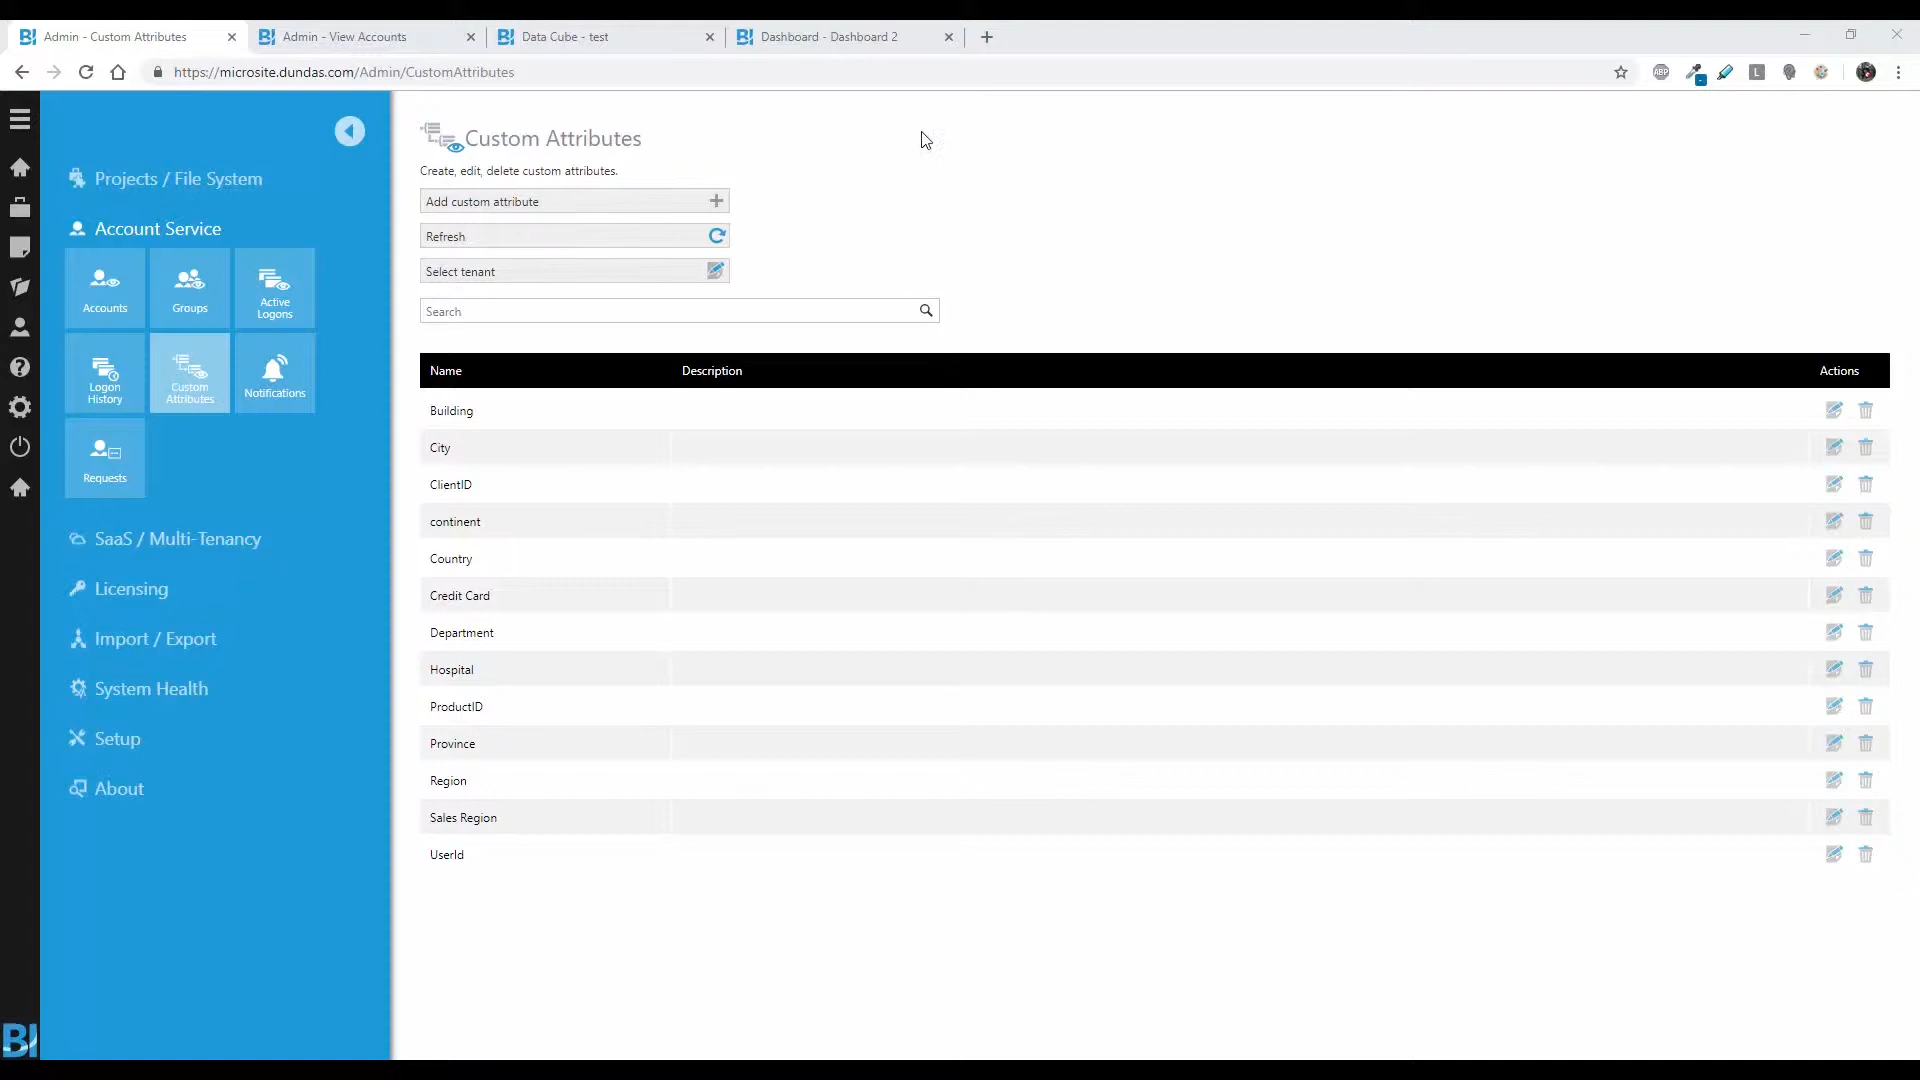 Admin - Custom Attributes
Admin - View Accounts
Data Cube - test
Dashboard - Dashboard 2
https://microsite.dundas.com/Admin/CustomAttributes
ABP
L
Projects / File System
Account Service
Accounts
Groups
Active
Logons
Logon
History
Custom
Attributes
Notifications
Requests
SaaS / Multi-Tenancy
Licensing
Import / Export
System Health
Setup
About
BI
Custom Attributes
Create, edit, delete custom attributes.
Add custom attribute
Refresh
Select tenant
Search
Name Description Actions
Building
City
ClientID
continent
Country
Credit Card
Department
Hospital
ProductID
Province
Region
Sales Region
UserId